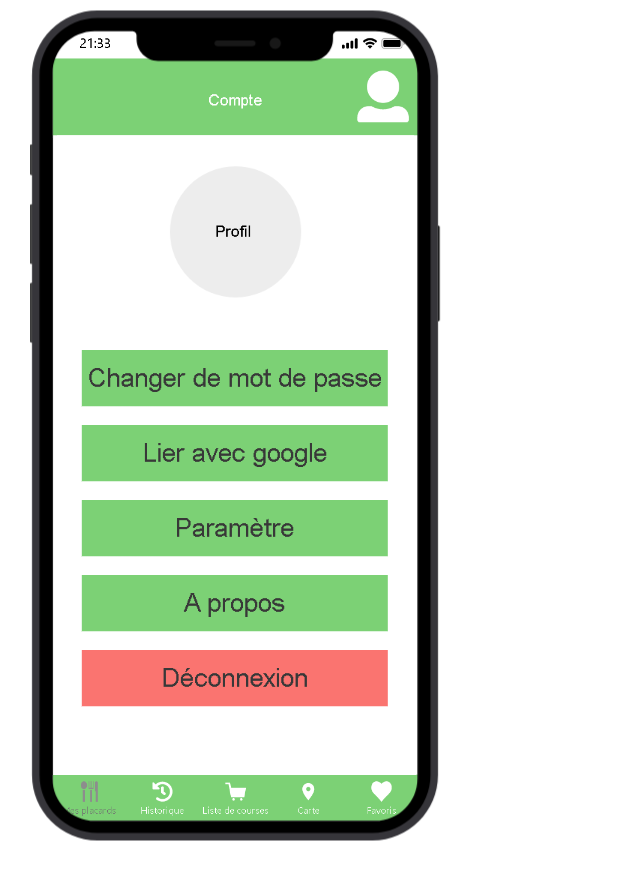 21:33
Compte
Profil
Changer de mot de passe
Lier avec google
Paramètre
A propos
Déconnexion
placards
Historique
Liste de courses
Carte
Favoris